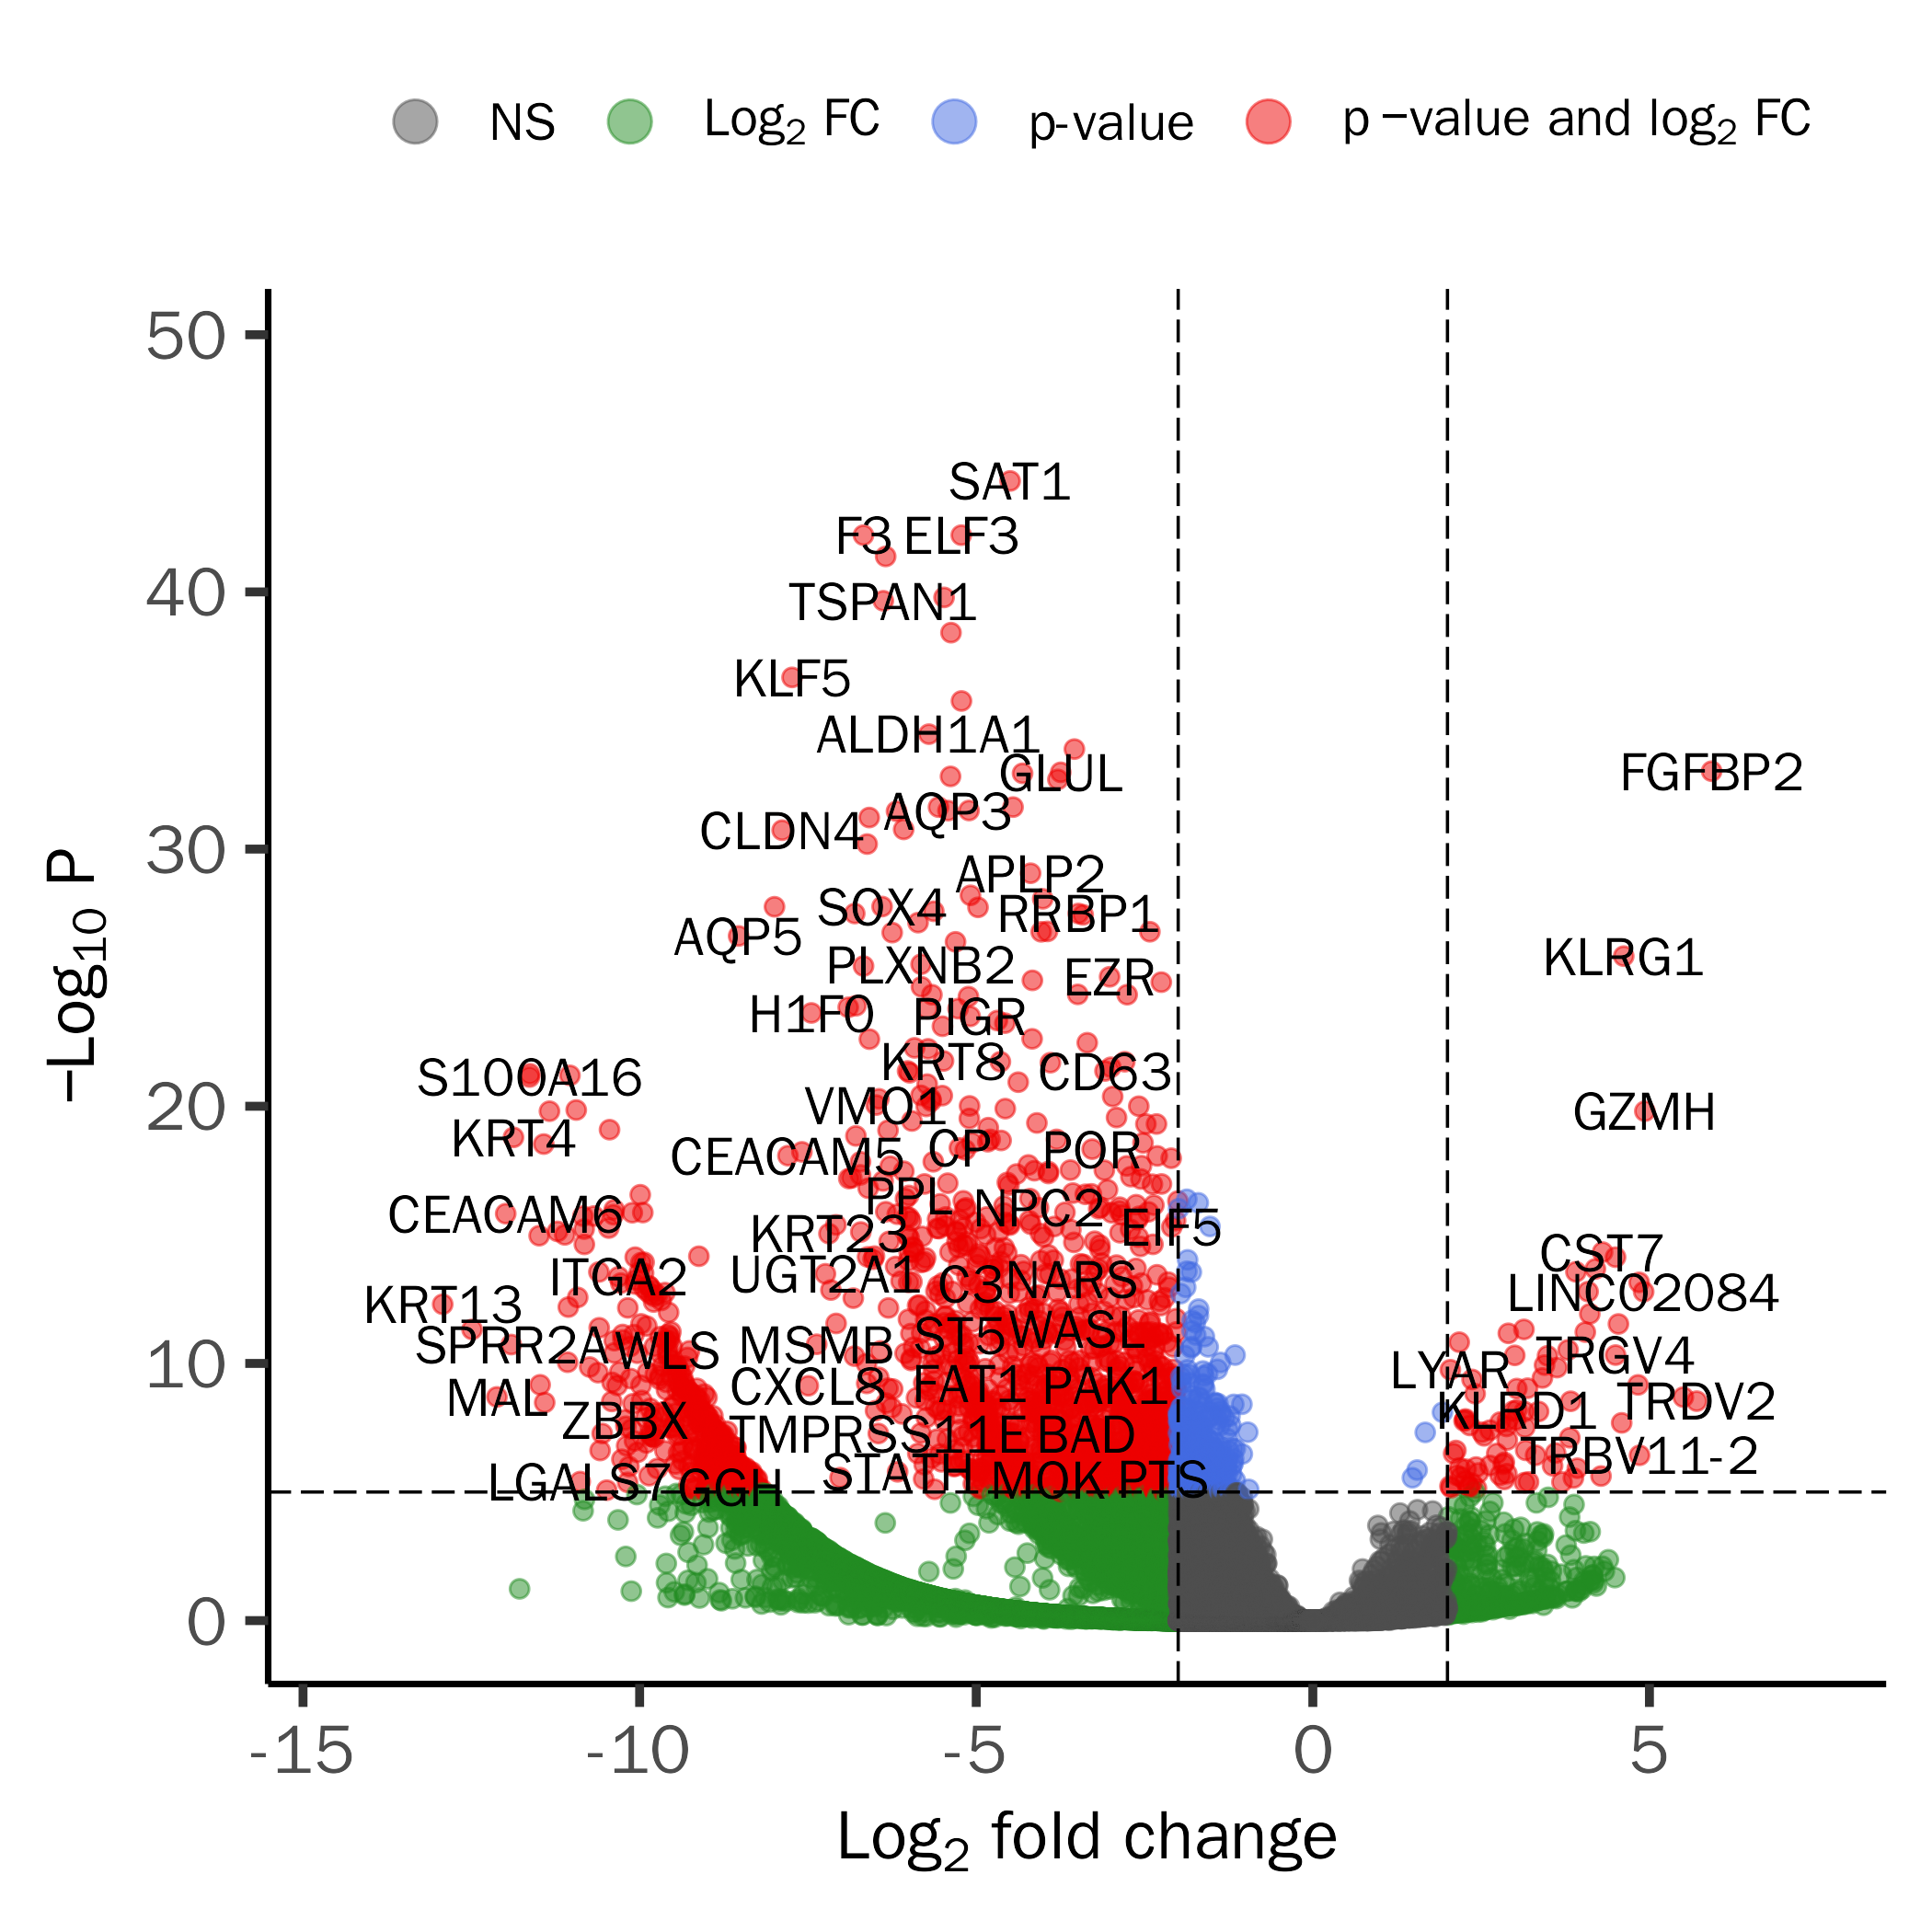 NS Log2 FC p-value p −value and log2 FC
50
40
30
20
10
0
−Log10 P
SAT1
F3 ELF3
TSPAN1
KLF5
ALDH1A1
GLUL
FGFBP2
AQP3
CLDN4
APLP2
SOX4 RRBP1
AQP5
KLRG1
PLXNB2 EZR
H1F0 PIGR
KRT8 CD63
S100A16
VMO1
GZMH
KRT4
CEACAM5 CP POR
PPL NPC2
CEACAM6
KRT23 EIF5
CST7
ITGA2 UGT2A1 C3 NARS
LINC02084
KRT13
SPRR2A WLS MSMB ST5 WASL
TRGV4
LYAR
MAL CXCL8 FAT1 PAK1
TRDV2
KLRD1
ZBBX TMPRSS11E BAD
TRBV11-2
LGALS7 GGH STATH MOK PTS
-15 -10 -5 0 5
Log2 fold change